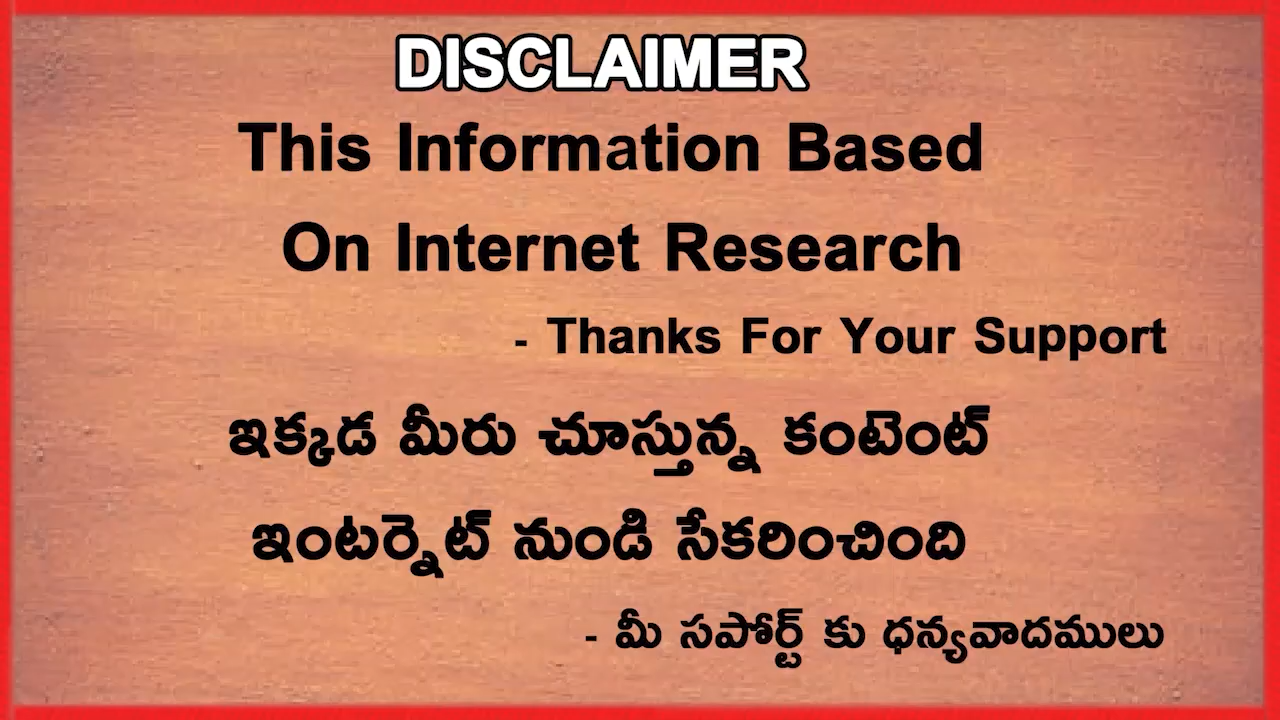 DISCLAIMER
This Information Based
On Internet Research
- Thanks For Your Support
ఇక్కడ మీరు చూస్తున్న కంటెంట్
ఇంటర్నెట్ నుండి సేకరించింది
- మీ సపోర్ట్ కు ధన్యవాదములు